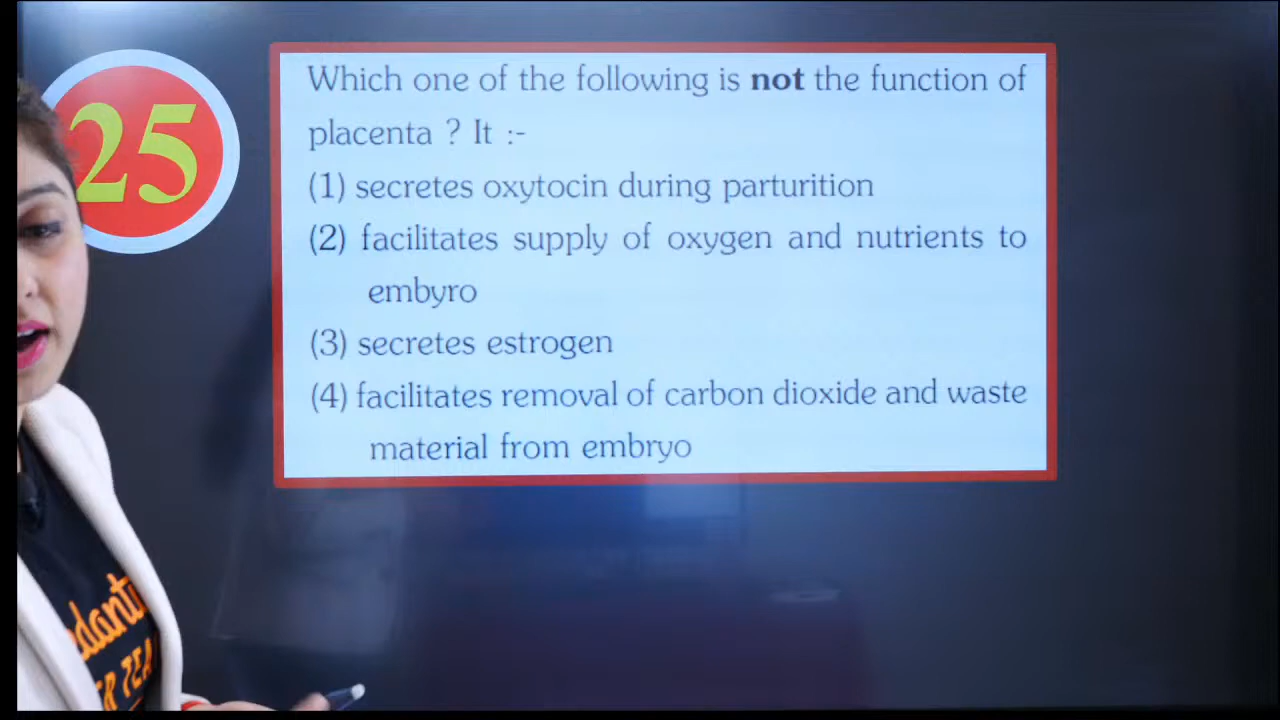 25
Which one of the following is not the function of
placenta ? It :-
(1) secretes oxytocin during parturition
(2) facilitates supply of oxygen and nutrients to
embyro
(3) secretes estrogen
(4) facilitates removal of carbon dioxide and waste
material from embryo